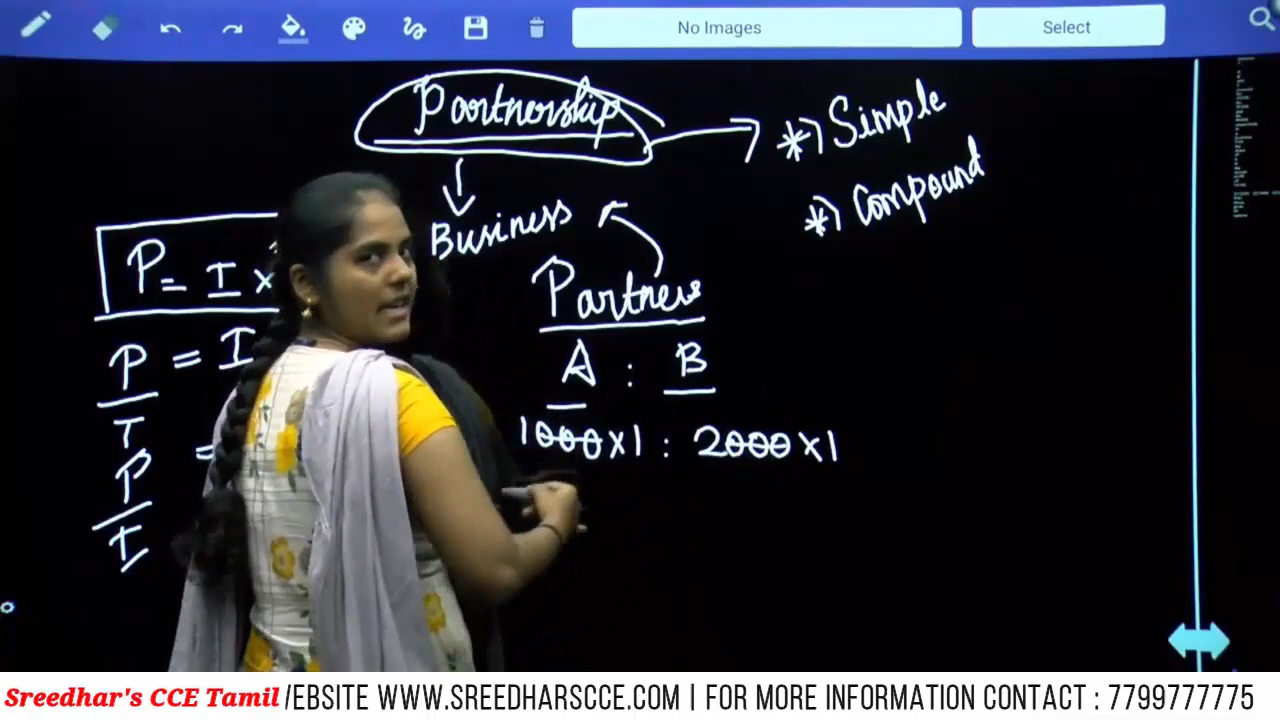 No Images
Select
Partnership
*) Simple
*) Compound
Business
Partners
P = I ×
P = I
T
P =
I
A : B
1000×1 : 2000×1
Sreedhar's CCE Tamil /EBSITE WWW.SREEDHARSCCE.COM | FOR MORE INFORMATION CONTACT : 7799777775